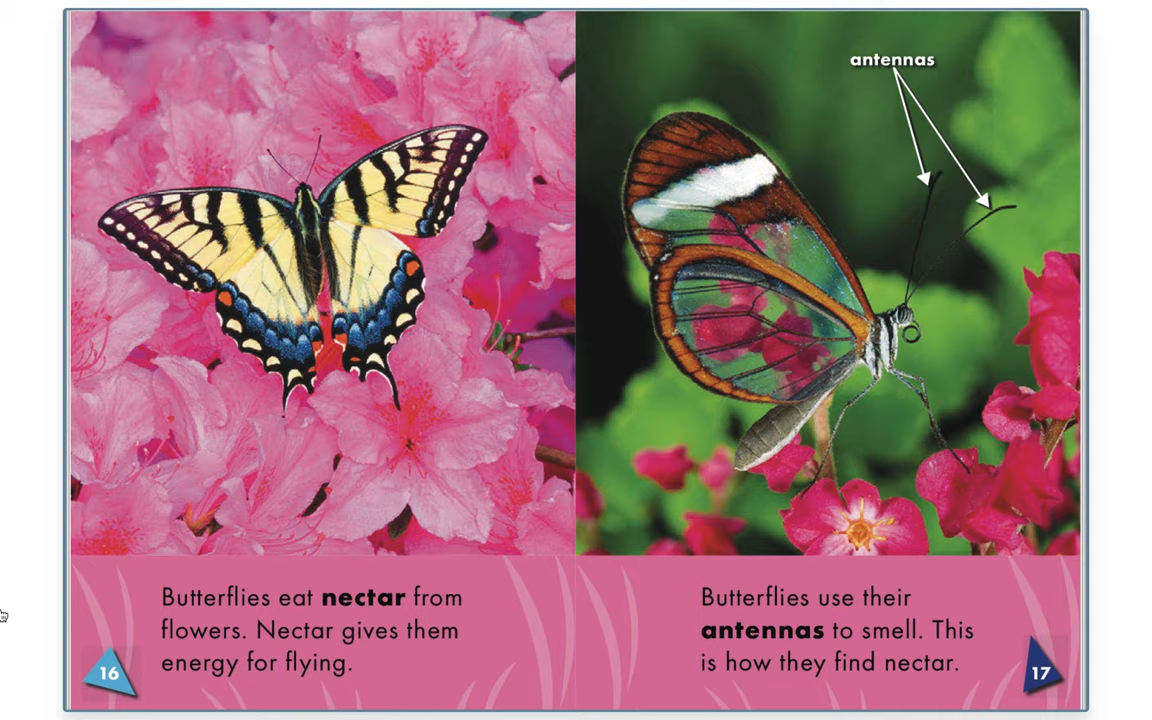 Butterflies eat nectar from
flowers. Nectar gives them
energy for flying.
16
antennas
Butterflies use their
antennas to smell. This
is how they find nectar.
17